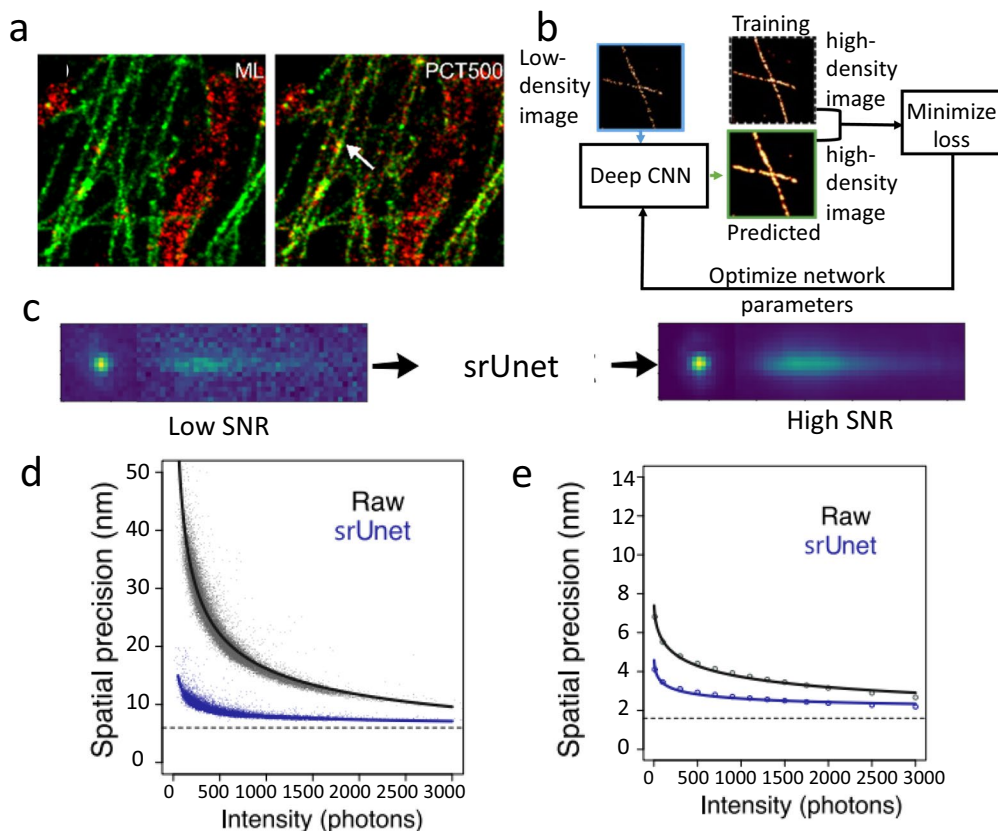 a
)
ML
PCT500
b
Low-
density
image
Training
high-
density
image
Deep CNN
Predicted
high-
density
image
Minimize
loss
Optimize network
parameters
c
Low SNR
srUnet
High SNR
d
Spatial precision (nm)
50
40
30
20
10
0
Raw
srUnet
0 500 1000 1500 2000 2500 3000
Intensity (photons)
e
Spatial precision (nm)
14
12
10
8
6
4
2
0
Raw
srUnet
0 500 1000 1500 2000 2500 3000
Intensity (photons)